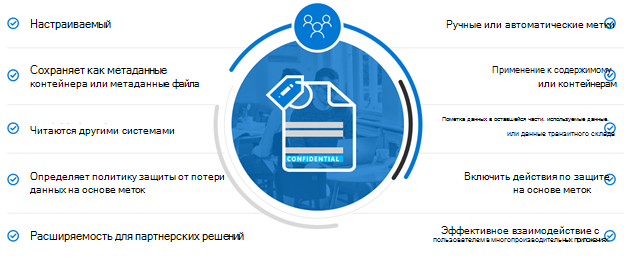 Настраиваемый
Сохраняет как метаданные
контейнера или метаданные файла
Читаются другими системами
Определяет политику защиты от потери
данных на основе меток
Расширяемость для партнерских решений
CONFIDENTIAL
Ручные или автоматические метки
Применение к содержимому
или контейнерам
Пометка данных в оставшейся части, используемые данные,
или данные транзитного склада
Включить действия по защите
на основе меток
Эффективное взаимодействие с
пользователем в многопроизводительных